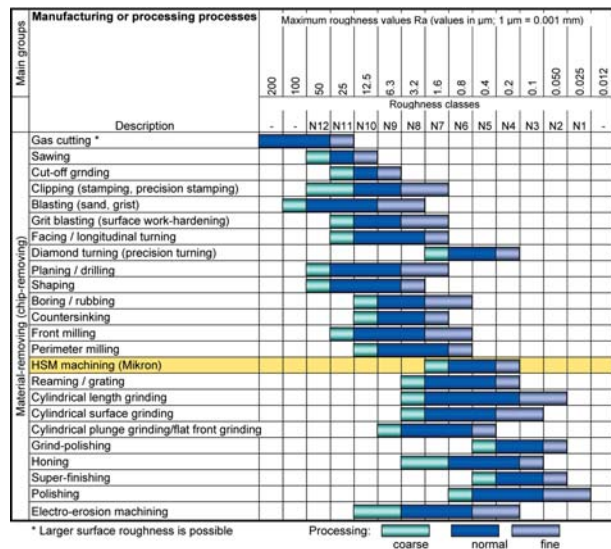 Main groups
Manufacturing or processing processes
Maximum roughness values Ra (values in µm; 1 µm = 0.001 mm)
200 100 50 25 12.5 6.3 3.2 1.6 0.8 0.4 0.2 0.1 0.050 0.025 0.012
Roughness classes
Description - - N12 N11 N10 N9 N8 N7 N6 N5 N4 N3 N2 N1 -
Material-removing (chip-removing)
Gas cutting *
Sawing
Cut-off grnding
Clipping (stamping, precision stamping)
Blasting (sand, grist)
Grit blasting (surface work-hardening)
Facing / longitudinal turning
Diamond turning (precision turning)
Planing / drilling
Shaping
Boring / rubbing
Countersinking
Front milling
Perimeter milling
HSM machining (Mikron)
Reaming / grating
Cylindrical length grinding
Cylindrical surface grinding
Cylindrical plunge grinding/flat front grinding
Grind-polishing
Honing
Super-finishing
Polishing
Electro-erosion machining
* Larger surface roughness is possible
Processing:
coarse normal fine